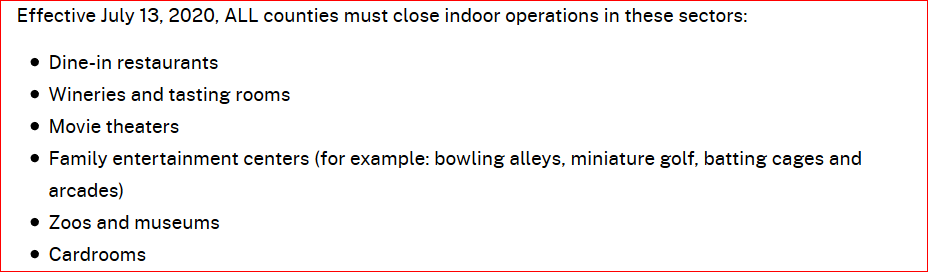 Effective July 13, 2020, ALL counties must close indoor operations in these sectors:
• Dine-in restaurants
• Wineries and tasting rooms
• Movie theaters
• Family entertainment centers (for example: bowling alleys, miniature golf, batting cages and
arcades)
• Zoos and museums
• Cardrooms